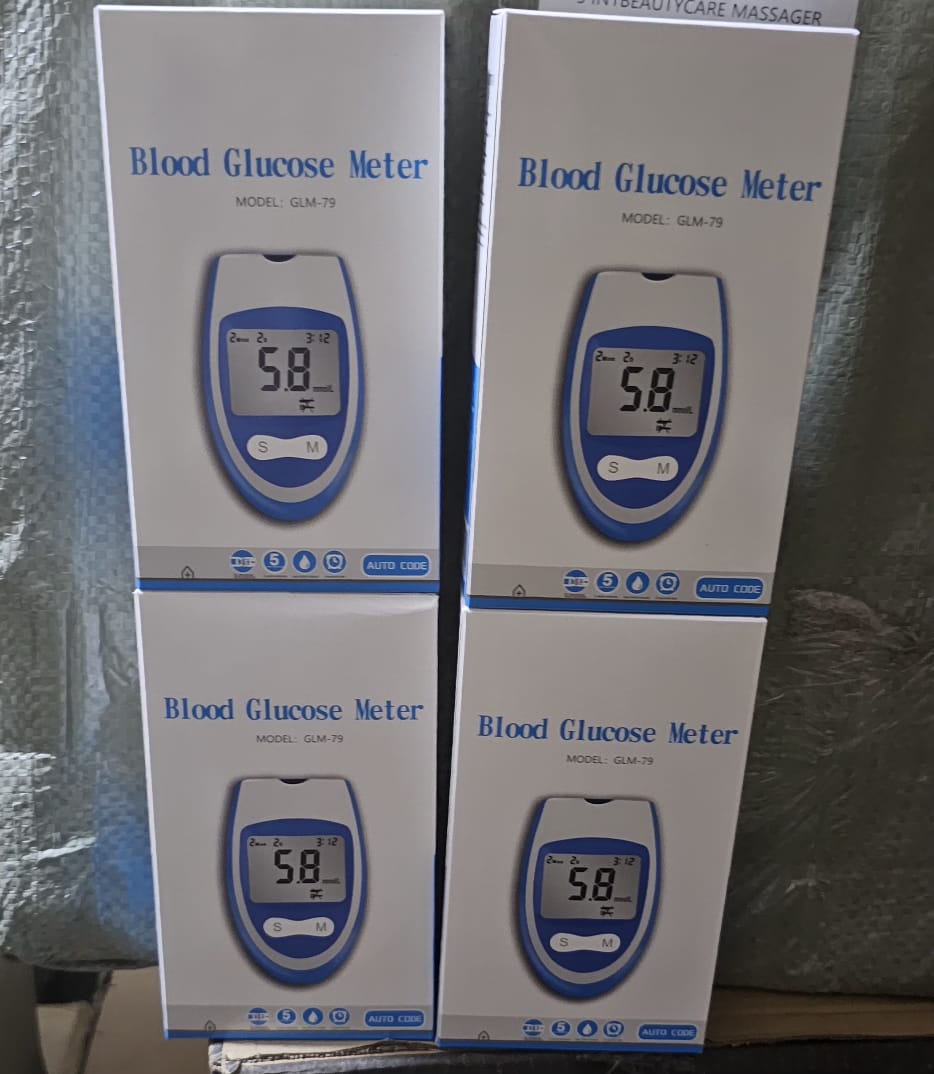 BEAUTYCARE MASSAGER
Blood Glucose Meter
MODEL: GLM-79
3:12
5.8
S M
5
AUTO CODE
Blood Glucose Meter
MODEL: GLM-79
3:12
5.8
S M
5
AUTO CODE
Blood Glucose Meter
MODEL: GLM-79
3:12
5.8
S M
5
AUTO CODE
Blood Glucose Meter
MODEL: GLM-79
3:12
5.8
S M
5
AUTO CODE